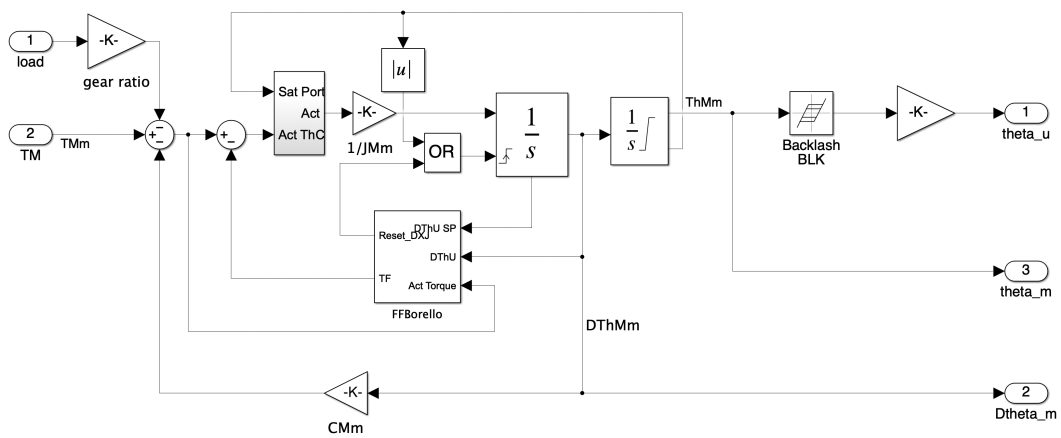 1
load
-K-
gear ratio
2
TM
TMm
+
−
−
+
−
Sat Port
Act
Act ThC
|u|
-K-
1/JMm
OR
1
s
1
s
ThMm
Backlash
BLK
-K-
1
theta_u
Reset_DXJ
DThU SP
DThU
TF
Act Torque
FFBorello
3
theta_m
DThMm
-K-
CMm
2
Dtheta_m